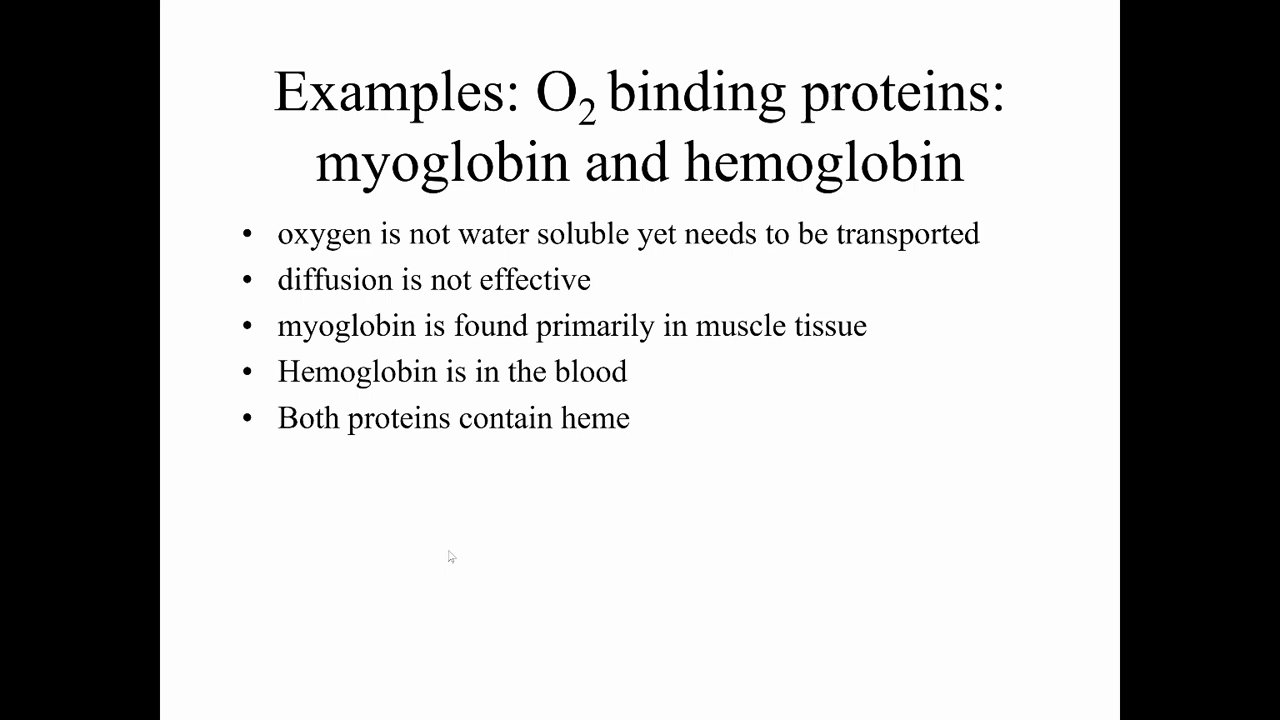 Examples: O₂ binding proteins:
myoglobin and hemoglobin
• oxygen is not water soluble yet needs to be transported
• diffusion is not effective
• myoglobin is found primarily in muscle tissue
• Hemoglobin is in the blood
• Both proteins contain heme